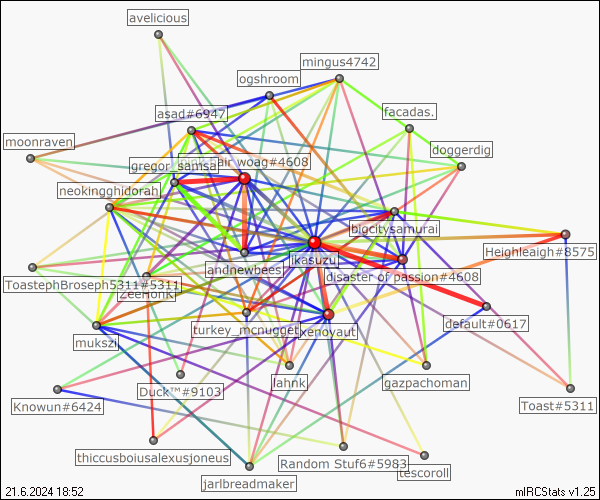 avelicious
mingus4742
ogshroom
asad#6947
facadas.
moonraven
doggerdig
gregor_samsa
air woag#4608
neokingghidorah
bigcitysamurai
Heighleaigh#8575
ikasuzu
andnewbees
disaster of passion#4608
ToastephBroseph5311#5311
ZeeHonk
default#0617
turkey_mcnugget
xenoyaut
mukszi
lahnk
gazpachoman
Duck™#9103
Toast#5311
Knowun#6424
thiccusboiusalexusjoneus
Random Stuf6#5983
tescoroll
jarlbreadmaker
21.6.2024 18:52
mIRCStats v1.25